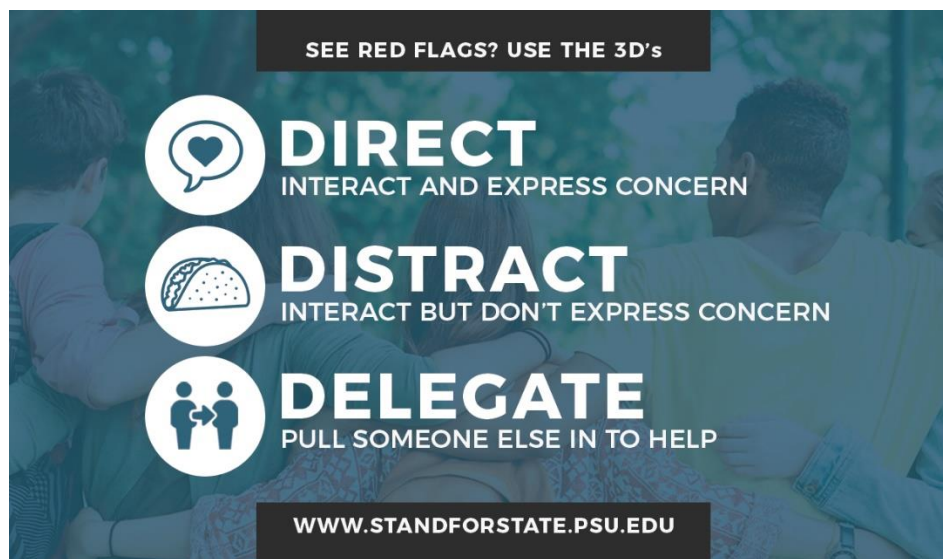 SEE RED FLAGS? USE THE 3D's
DIRECT
INTERACT AND EXPRESS CONCERN
DISTRACT
INTERACT BUT DON'T EXPRESS CONCERN
DELEGATE
PULL SOMEONE ELSE IN TO HELP
WWW.STANDFORSTATE.PSU.EDU